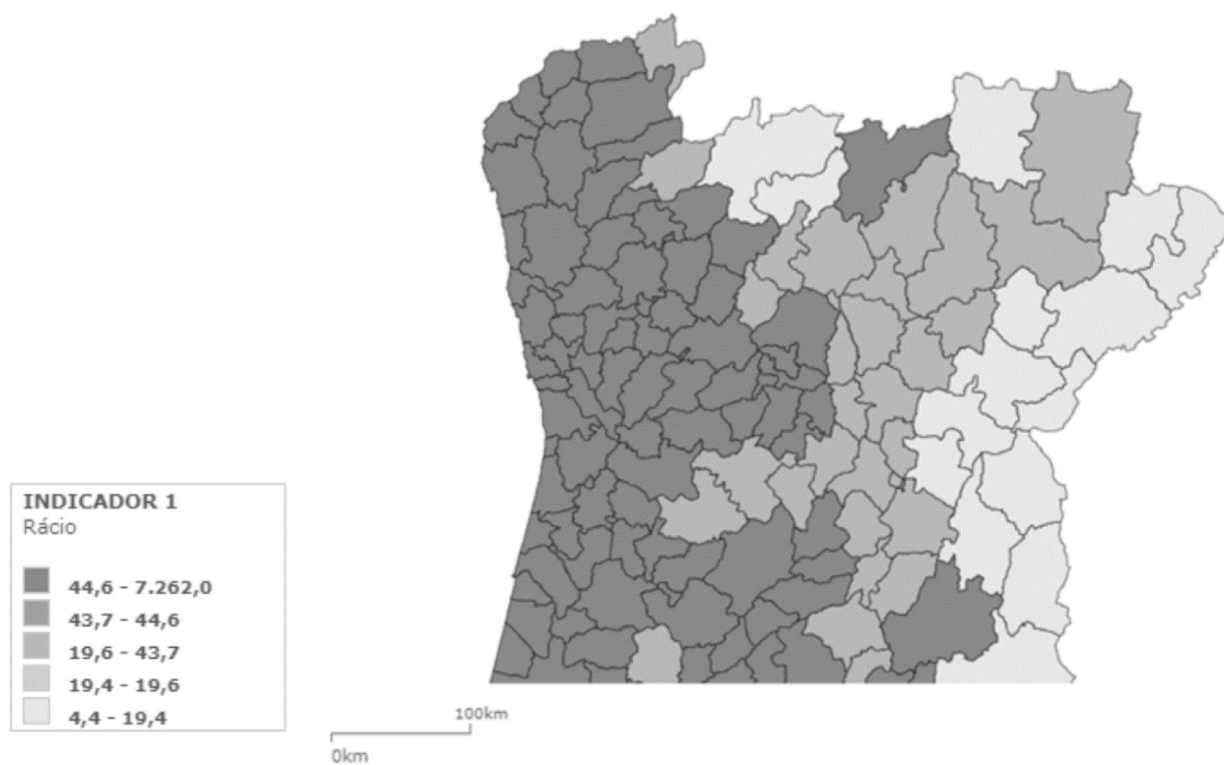 INDICADOR 1
Rácio
44,6 - 7.262,0
43,7 - 44,6
19,6 - 43,7
19,4 - 19,6
4,4 - 19,4
100km
0km